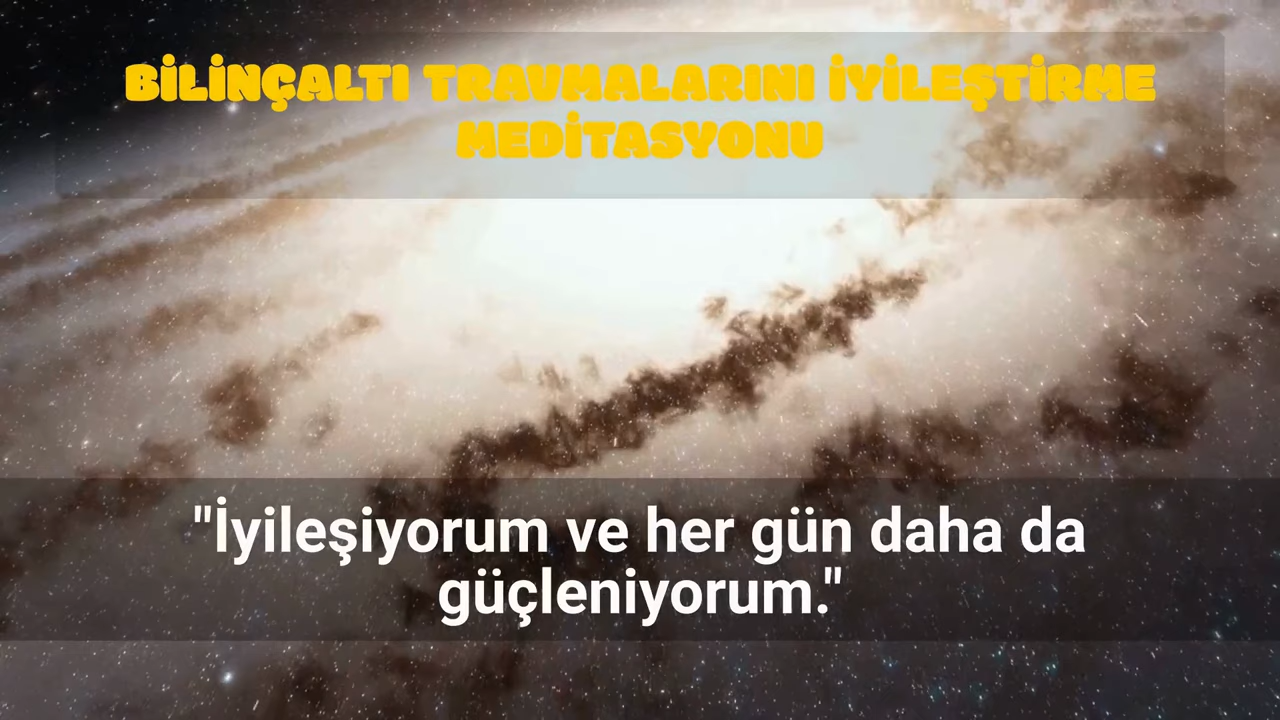 BİLİNÇALTI TRAVMALARINI İYİLEŞTİRME
MEDİTASYONU
"İyileşiyorum ve her gün daha da
güçleniyorum."